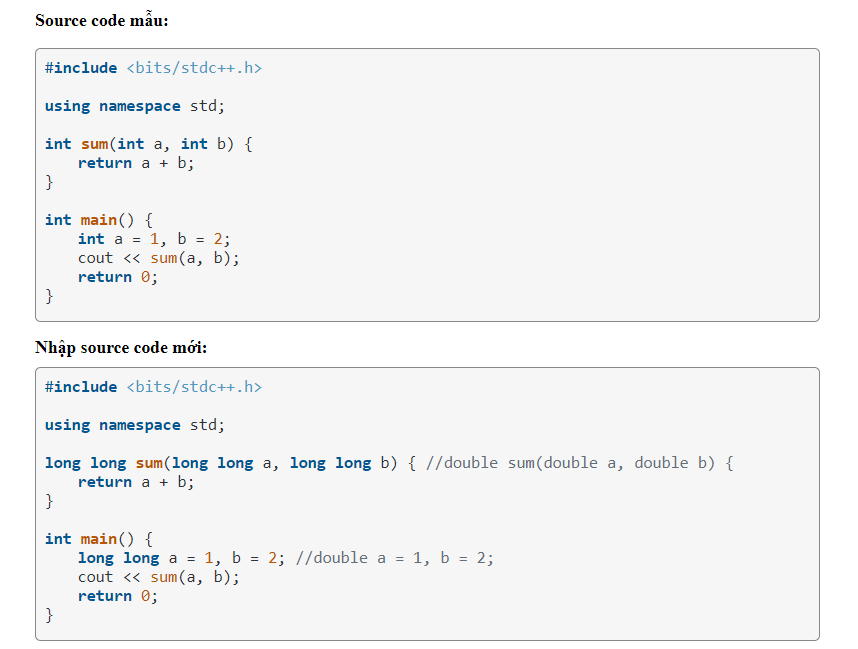 Source code mẫu:
#include <bits/stdc++.h>
using namespace std;
int sum(int a, int b) {
    return a + b;
}
int main() {
    int a = 1, b = 2;
    cout << sum(a, b);
    return 0;
}
Nhập source code mới:
#include <bits/stdc++.h>
using namespace std;
long long sum(long long a, long long b) { //double sum(double a, double b) {
    return a + b;
}
int main() {
    long long a = 1, b = 2; //double a = 1, b = 2;
    cout << sum(a, b);
    return 0;
}